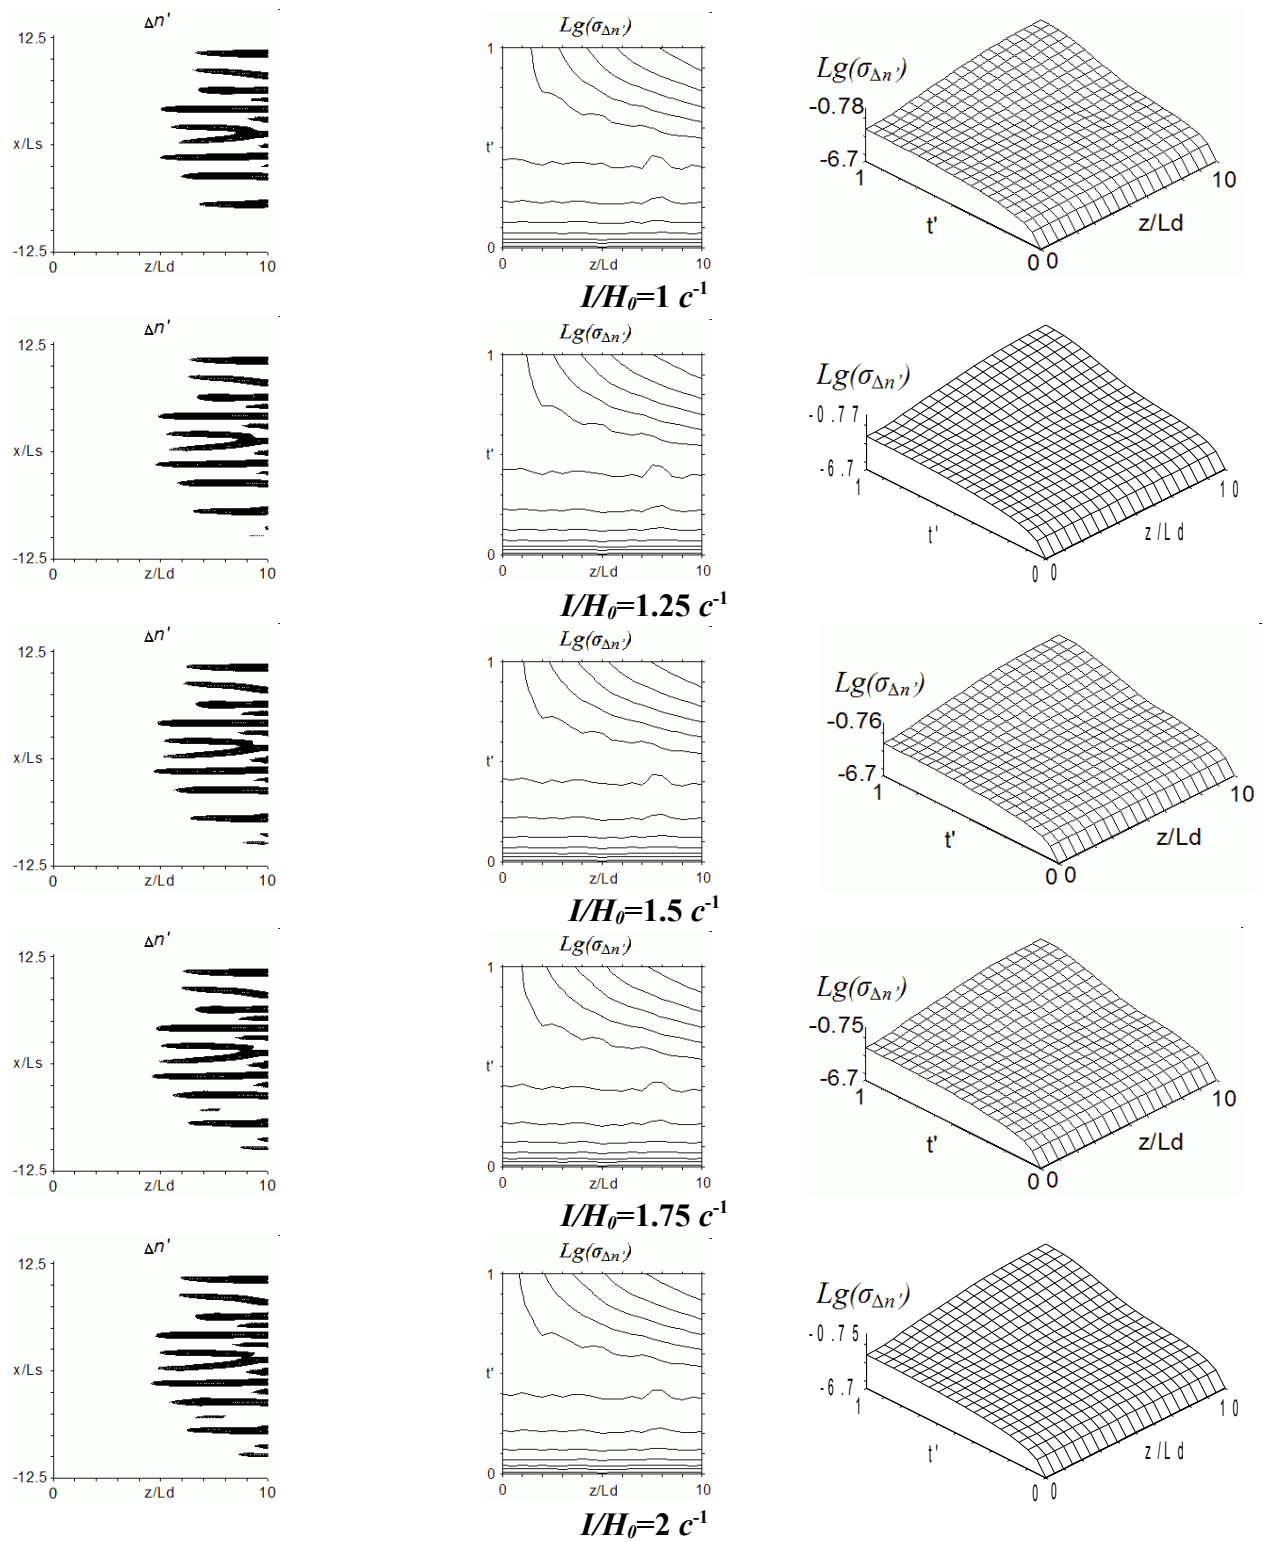 Δn'
12.5
x/Ls
-12.5
0
z/Ld
10
Lg(σΔn’)
1
t'
0
0
z/Ld
10
Lg(σΔn’)
-0.78
-6.7
1
t'
0 0
z/Ld
10
I/H0=1 c-1
Δn'
12.5
x/Ls
-12.5
0
z/Ld
10
Lg(σΔn’)
1
t'
0
0
z/Ld
10
Lg(σΔn’)
-0.77
-6.7
1
t'
0 0
z/Ld
10
I/H0=1.25 c-1
Δn'
12.5
x/Ls
-12.5
0
z/Ld
10
Lg(σΔn’)
1
t'
0
0
z/Ld
10
Lg(σΔn’)
-0.76
-6.7
1
t'
0 0
z/Ld
10
I/H0=1.5 c-1
Δn'
12.5
x/Ls
-12.5
0
z/Ld
10
Lg(σΔn’)
1
t'
0
0
z/Ld
10
Lg(σΔn’)
-0.75
-6.7
1
t'
0 0
z/Ld
10
I/H0=1.75 c-1
Δn'
12.5
x/Ls
-12.5
0
z/Ld
10
Lg(σΔn’)
1
t'
0
0
z/Ld
10
Lg(σΔn’)
-0.75
-6.7
1
t'
0 0
z/Ld
10
I/H0=2 c-1